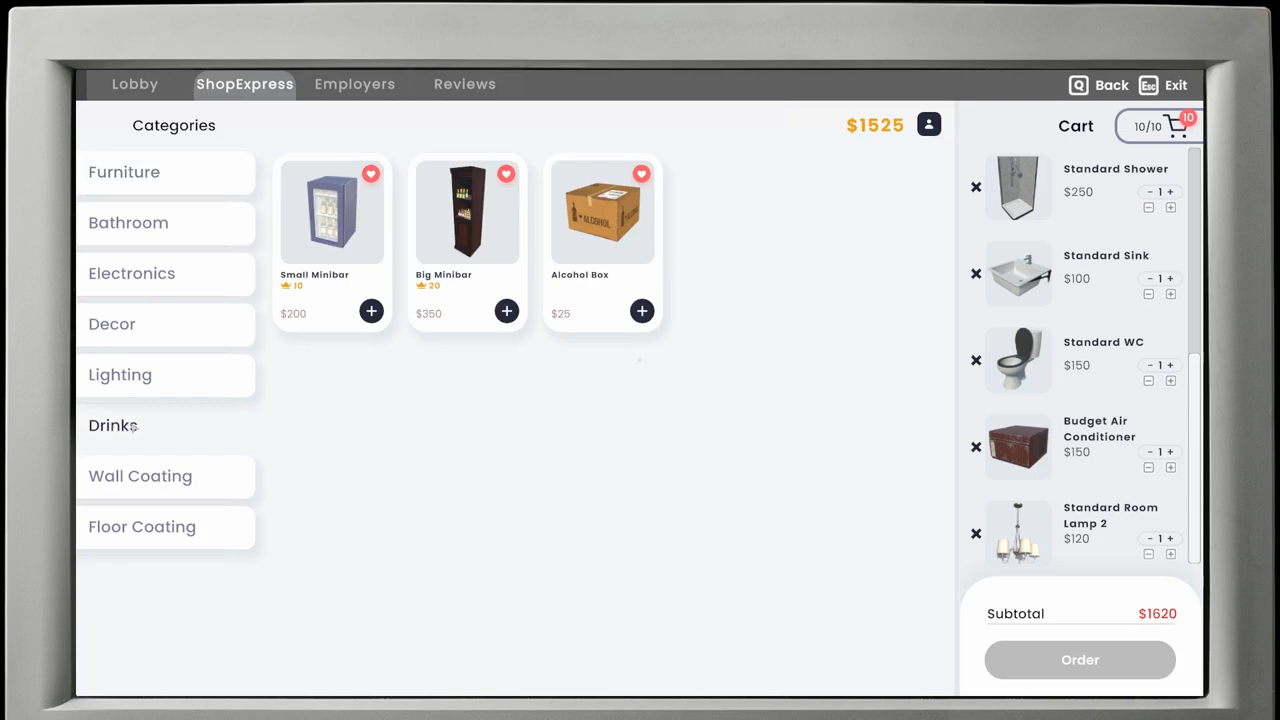 Lobby
ShopExpress
Employers
Reviews
Q Back
Esc Exit
Categories
$1525
Cart
10/10
10
Furniture
Bathroom
Electronics
Decor
Lighting
Drinks
Wall Coating
Floor Coating
Small Minibar
10
$200
Big Minibar
20
$350
ALCOHOL
Alcohol Box
$25
Standard Shower
$250
- 1 +
Standard Sink
$100
- 1 +
Standard WC
$150
- 1 +
Budget Air
Conditioner
$150
- 1 +
Standard Room
Lamp 2
$120
- 1 +
Subtotal
$1620
Order